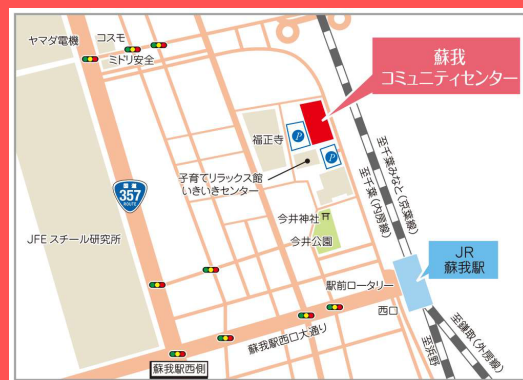 ヤマダ電機
コスモ
ミドリ安全
蘇我
コミュニティセンター
福正寺
P
P
子育てリラックス館
いきいきセンター
国道
357
ROUTE
至千葉みなと(京葉線)
至千葉(内房線)
今井神社
今井公園
JFEスチール研究所
JR
蘇我駅
駅前ロータリー
西口
蘇我駅西口大通り
蘇我駅西側
至浜野
至鎌取(外房線)